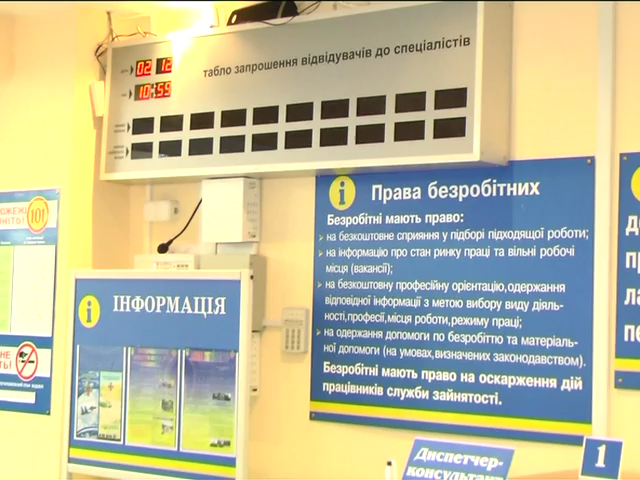 табло запрошення відвідувачів до спеціалістів
02 12
10:55
Права безробітних
Безробітні мають право:
на безкоштовне сприяння у підборі підходящої роботи;
на інформацію про стан ринку праці та вільні робочі
місця (вакансії);
на безкоштовну професійну орієнтацію,одержання
відповідної інформації з метою вибору виду діяль-
ності,професії,місця роботи,режиму праці;
на одержання допомоги по безробіттю та матеріаль-
ної допомоги (на умовах,визначених законодавством).
Безробітні мають право на оскарження дій
працівників служби зайнятості.
ІНФОРМАЦІЯ
101
Диспетчер-
консультант
1